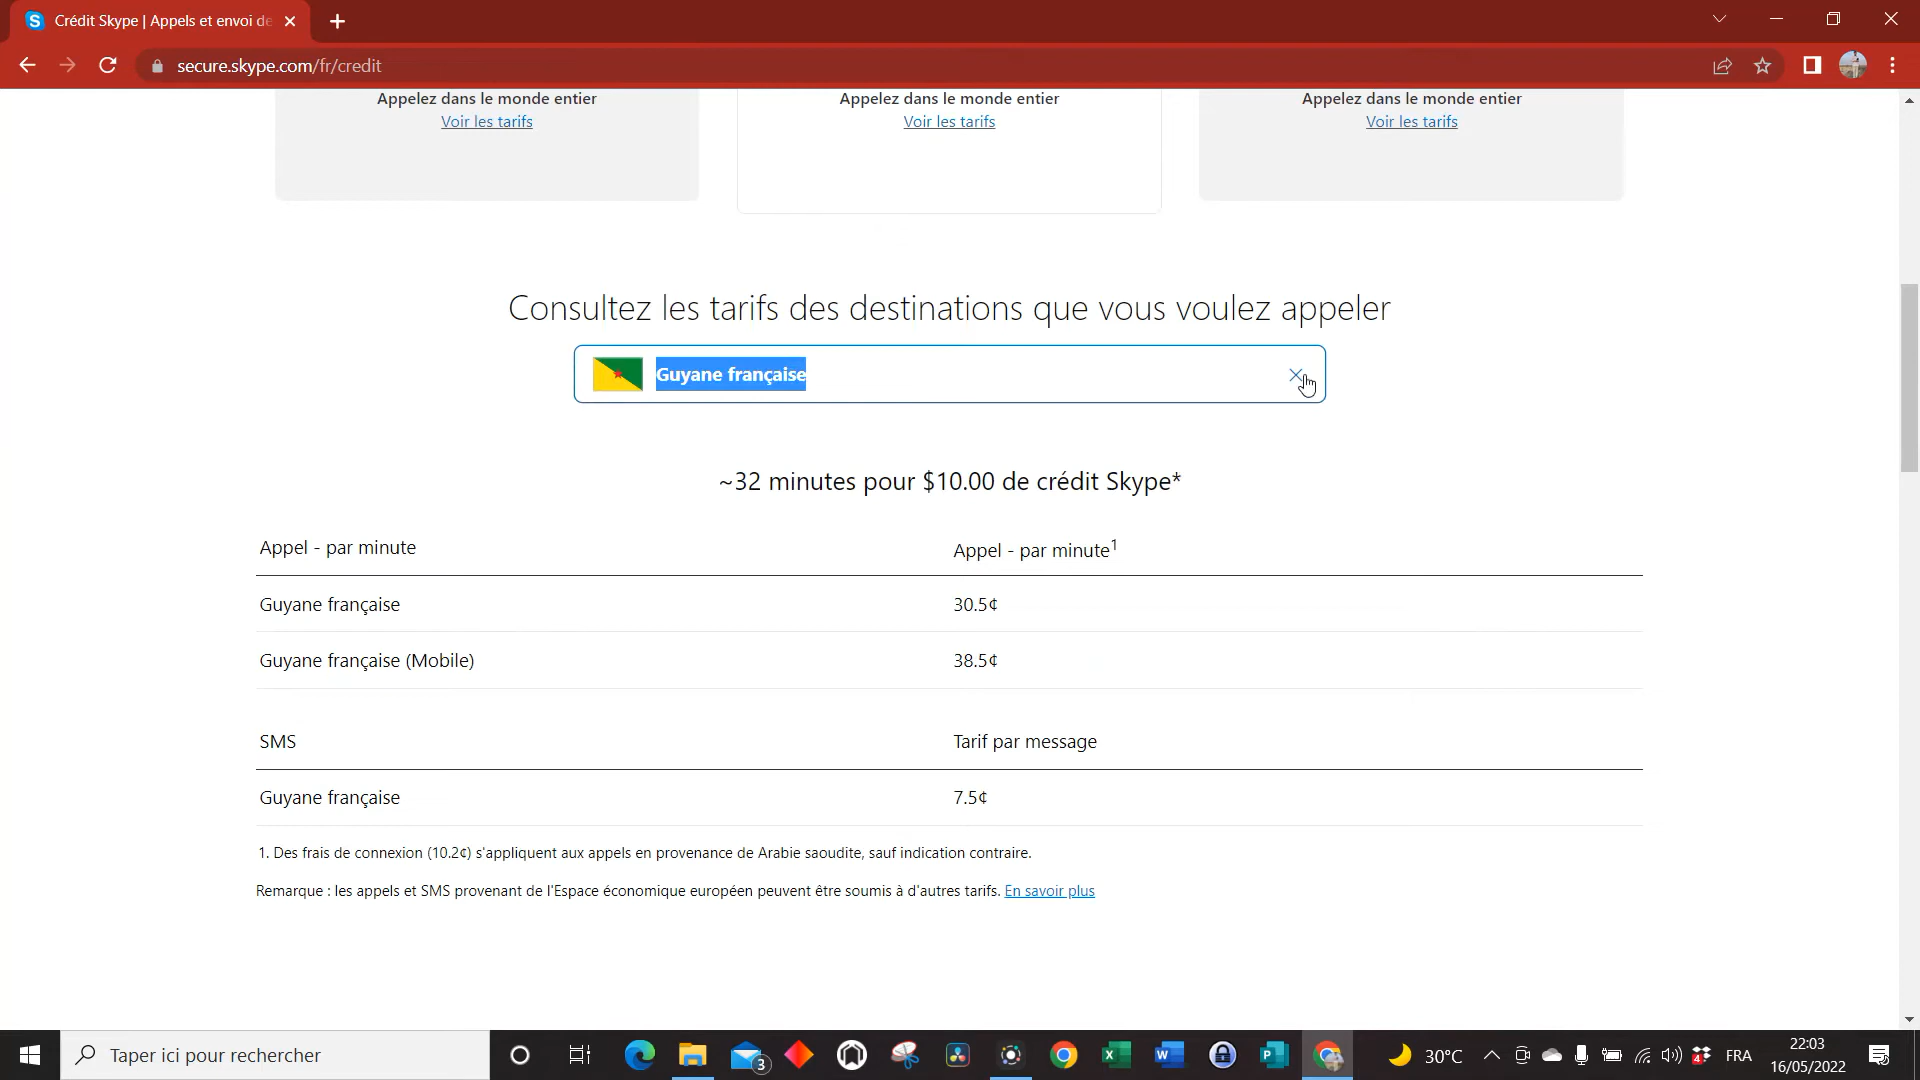 Crédit Skype | Appels et envoi de
secure.skype.com/fr/credit
Appelez dans le monde entier
Voir les tarifs
Appelez dans le monde entier
Voir les tarifs
Appelez dans le monde entier
Voir les tarifs
Consultez les tarifs des destinations que vous voulez appeler
Guyane française
~32 minutes pour $10.00 de crédit Skype*
Appel - par minute
Appel - par minute1
Guyane française
30.5¢
Guyane française (Mobile)
38.5¢
SMS
Tarif par message
Guyane française
7.5¢
1. Des frais de connexion (10.2¢) s'appliquent aux appels en provenance de Arabie saoudite, sauf indication contraire.
Remarque : les appels et SMS provenant de l'Espace économique européen peuvent être soumis à d'autres tarifs. En savoir plus
Taper ici pour rechercher
3
30°C
4
FRA
22:03
16/05/2022